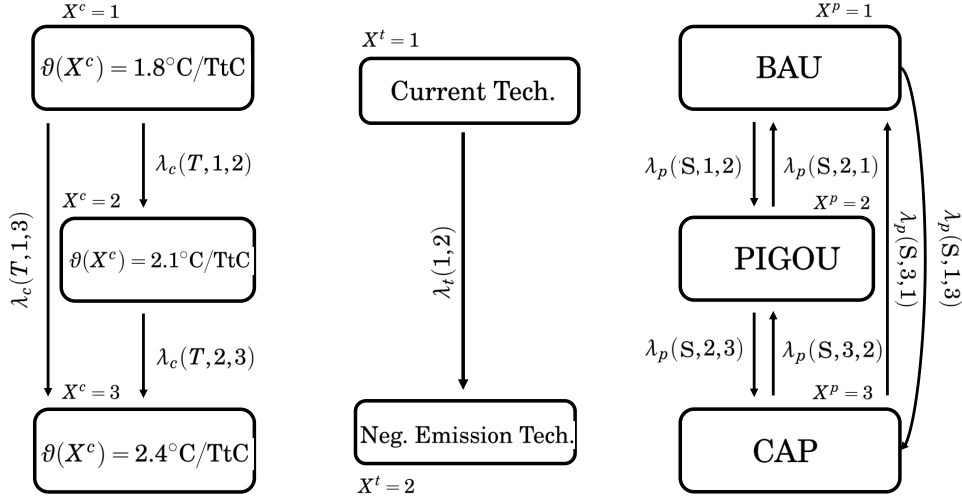 X^c = 1
ϑ(X^c) = 1.8°C/TtC
λ_c(T,1,2)
λ_c(T,1,3)
X^c = 2
ϑ(X^c) = 2.1°C/TtC
λ_c(T,2,3)
X^c = 3
ϑ(X^c) = 2.4°C/TtC
X^t = 1
Current Tech.
λ_t(1,2)
Neg. Emission Tech.
X^t = 2
X^p = 1
BAU
λ_p(S,1,2)
λ_p(S,2,1)
X^p = 2
PIGOU
λ_p(S,3,1)
λ_p(S,1,3)
λ_p(S,2,3)
λ_p(S,3,2)
X^p = 3
CAP